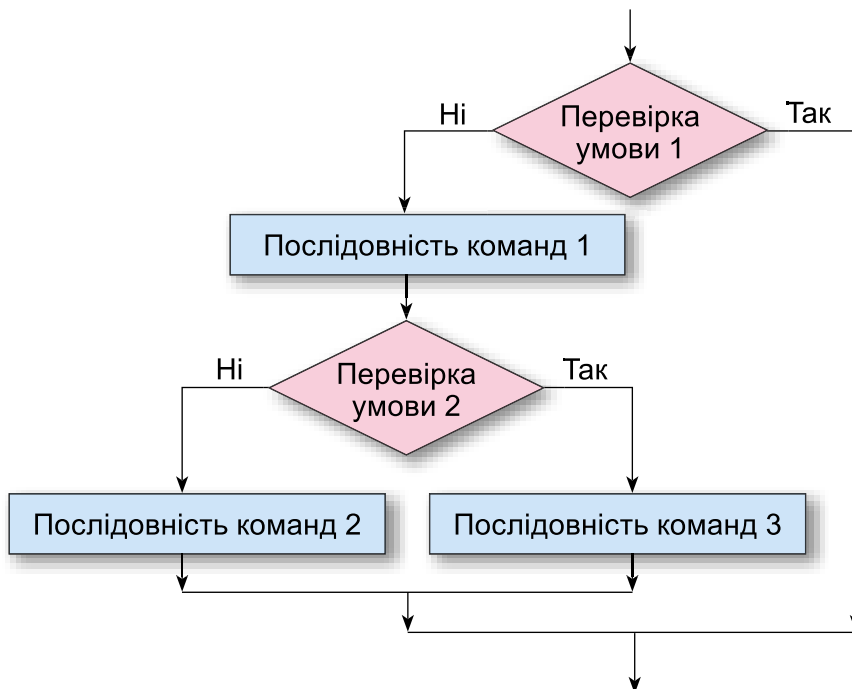 Перевірка
умови 1
Ні
Так
Послідовність команд 1
Перевірка
умови 2
Ні
Так
Послідовність команд 2
Послідовність команд 3